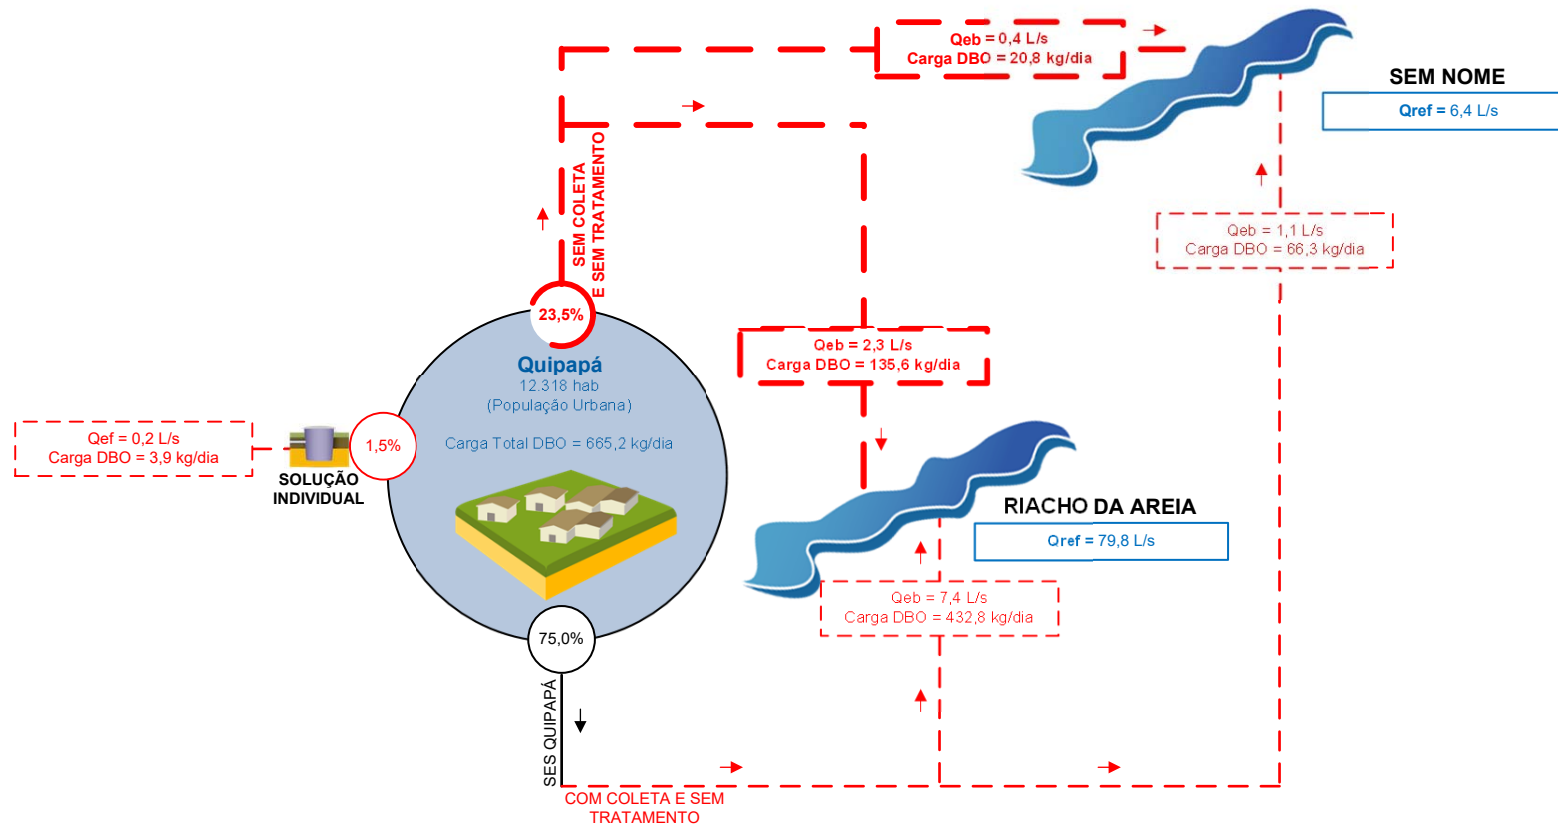 Qeb = 0,4 L/s
Carga DBO = 20,8 kg/dia
SEM NOME
Qref = 6,4 L/s
SEM COLETA
E SEM TRATAMENTO
Qeb = 1,1 L/s
Carga DBO = 66,3 kg/dia
23,5%
Qeb = 2,3 L/s
Carga DBO = 135,6 kg/dia
Quipapá
12.318 hab
(População Urbana)
Carga Total DBO = 665,2 kg/dia
Qef = 0,2 L/s
Carga DBO = 3,9 kg/dia
1,5%
SOLUÇÃO
INDIVIDUAL
RIACHO DA AREIA
Qref = 79,8 L/s
Qeb = 7,4 L/s
Carga DBO = 432,8 kg/dia
75,0%
SES QUIPAPÁ
COM COLETA E SEM
TRATAMENTO